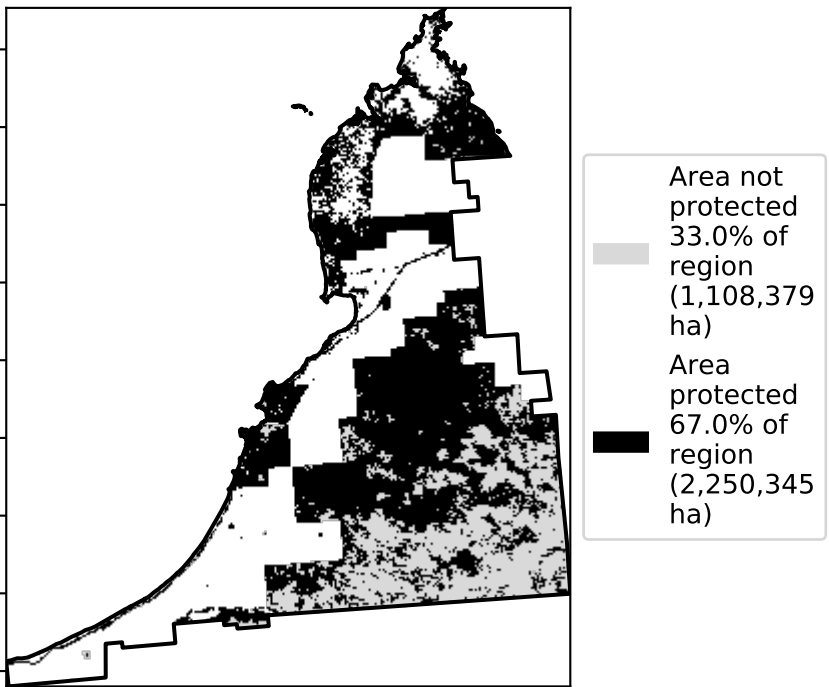 Area not
protected
33.0% of
region
(1,108,379
ha)
Area
protected
67.0% of
region
(2,250,345
ha)